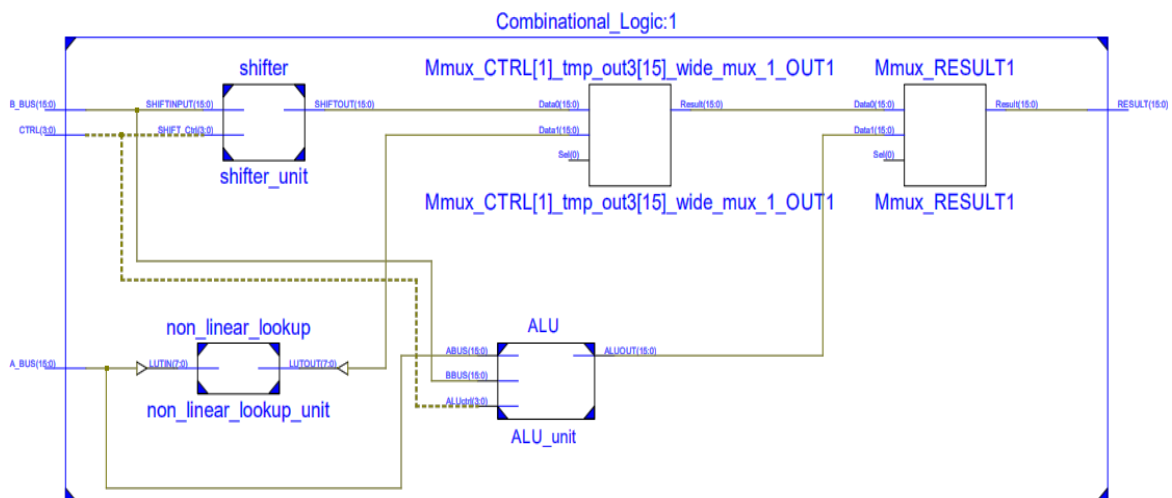 Combinational_Logic:1
shifter
Mmux_CTRL[1]_tmp_out3[15]_wide_mux_1_OUT1
Mmux_RESULT1
B_BUS(15:0)
SHIFTINPUT(15:0)
SHIFTOUT(15:0)
Data0(15:0)
Result(15:0)
Data0(15:0)
Result(15:0)
RESULT(15:0)
CTRL(3:0)
SHIFT_Ctrl(3:0)
Data1(15:0)
Data1(15:0)
Sel(0)
Sel(0)
shifter_unit
Mmux_CTRL[1]_tmp_out3[15]_wide_mux_1_OUT1
Mmux_RESULT1
non_linear_lookup
ALU
A_BUS(15:0)
LUTIN(7:0)
LUTOUT(7:0)
ABUS(15:0)
ALUOUT(15:0)
BBUS(15:0)
non_linear_lookup_unit
ALUctrl(3:0)
ALU_unit